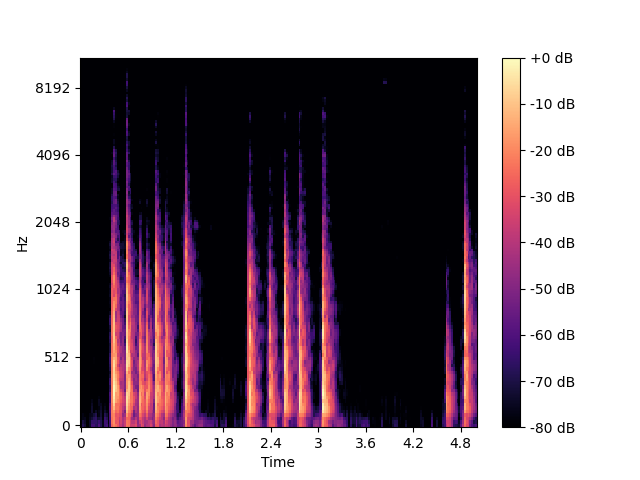 8192
4096
2048
1024
512
0
Hz
0 0.6 1.2 1.8 2.4 3 3.6 4.2 4.8
Time
+0 dB
-10 dB
-20 dB
-30 dB
-40 dB
-50 dB
-60 dB
-70 dB
-80 dB